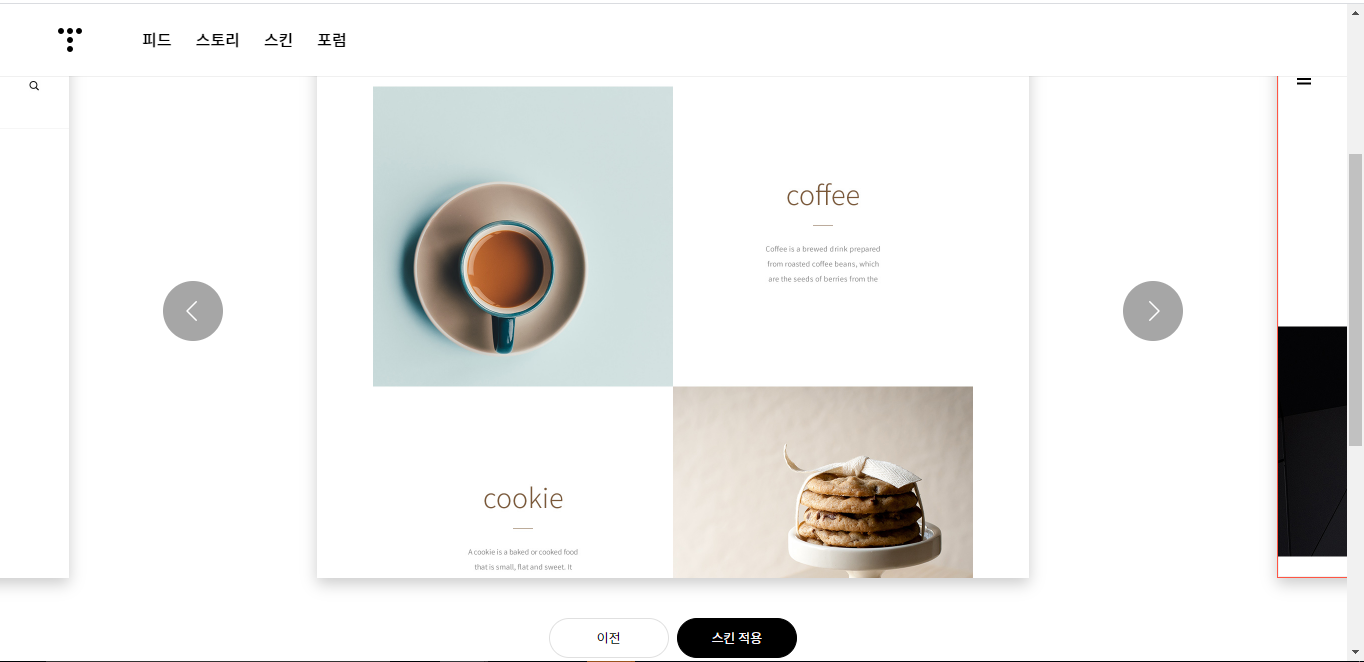 피드 스토리 스킨 포럼
coffee
Coffee is a brewed drink prepared
from roasted coffee beans, which
are the seeds of berries from the
cookie
A cookie is a baked or cooked food
that is small, flat and sweet. It
이전 스킨 적용